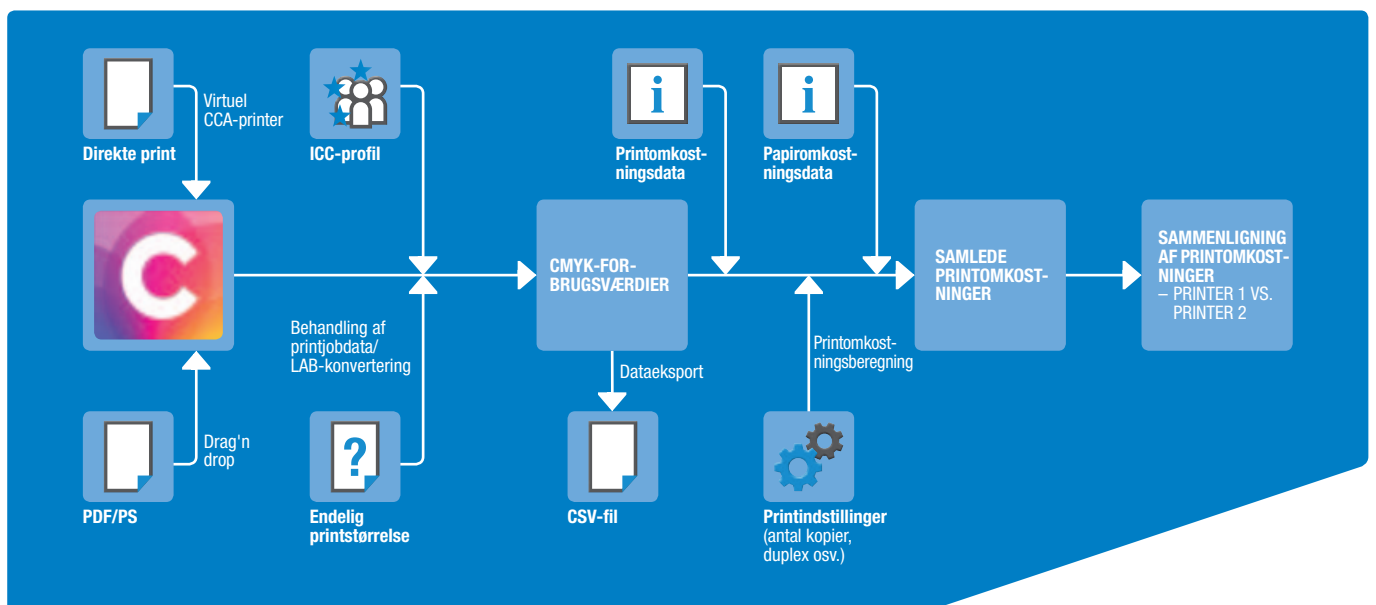 Direkte print
Virtuel
CCA-printer
ICC-profil
Printomkost-
ningsdata
Papiromkost-
ningsdata
C
CMYK-FOR-
BRUGSVÆRDIER
SAMLEDE
PRINTOMKOST-
NINGER
SAMMENLIGNING
AF PRINTOMKOST-
NINGER
– PRINTER 1 VS.
PRINTER 2
Behandling af
printjobdata/
LAB-konvertering
Dataeksport
Printomkost-
ningsberegning
Drag'n
drop
PDF/PS
?
Endelig
printstørrelse
CSV-fil
Printindstillinger
(antal kopier,
duplex osv.)
i
i